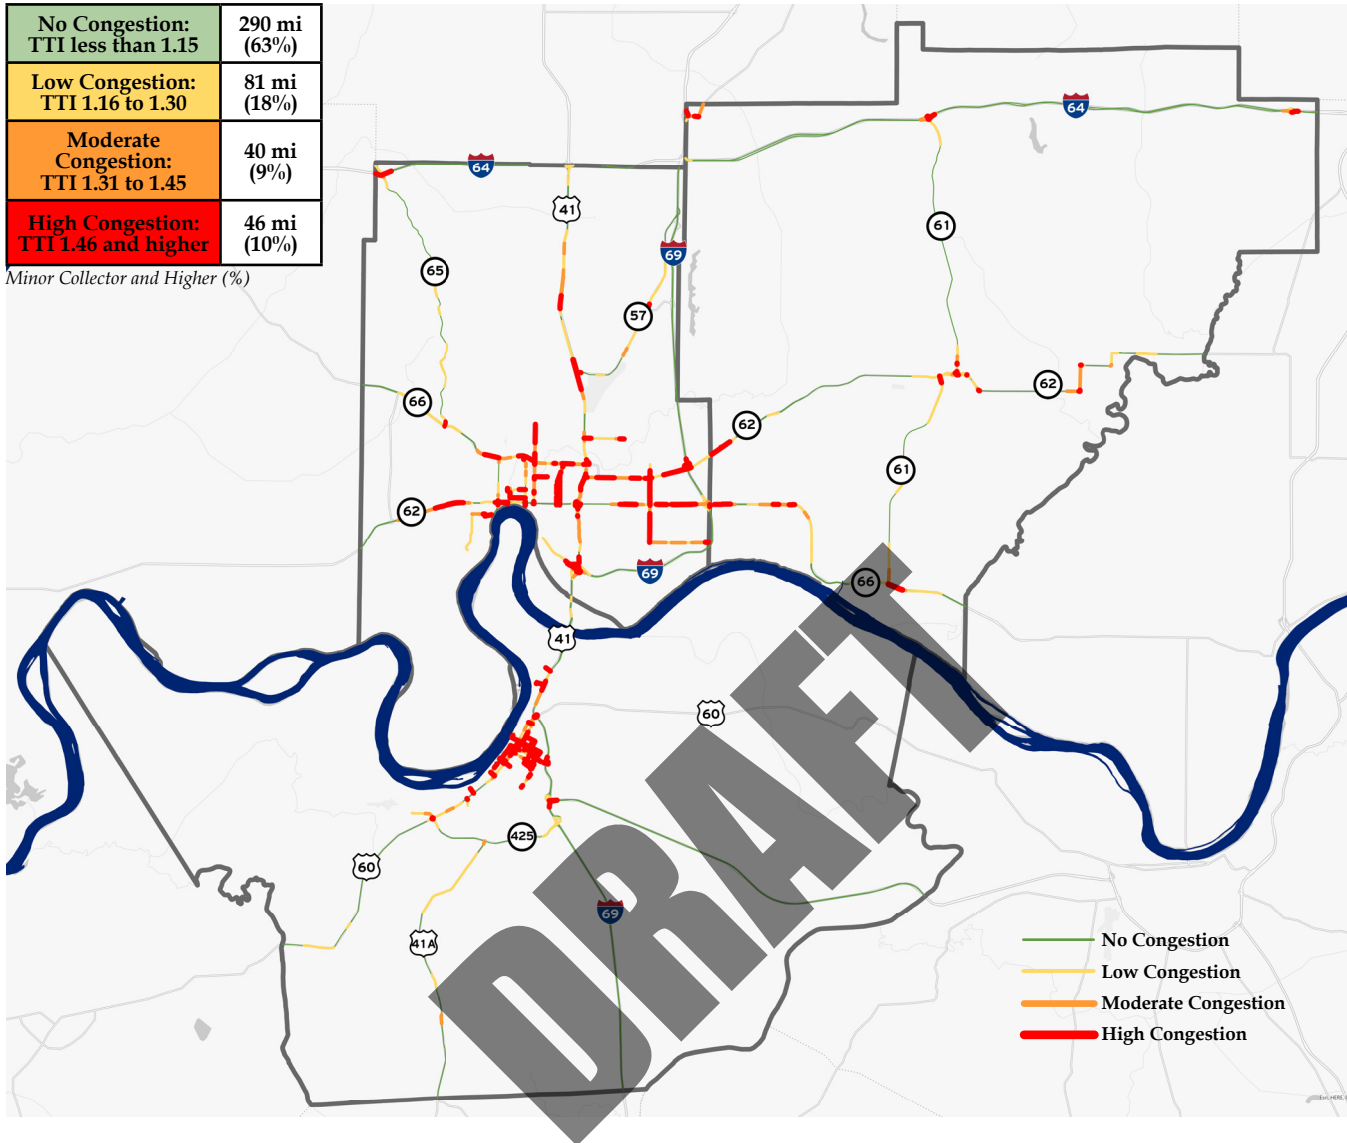 No Congestion:
TTI less than 1.15
290 mi
(63%)
Low Congestion:
TTI 1.16 to 1.30
81 mi
(18%)
Moderate
Congestion:
TTI 1.31 to 1.45
40 mi
(9%)
High Congestion:
TTI 1.46 and higher
46 mi
(10%)
Minor Collector and Higher (%)
64
64
41
61
69
65
57
62
66
62
61
62
69
66
41
60
425
60
69
41A
DRAFT
No Congestion
Low Congestion
Moderate Congestion
High Congestion